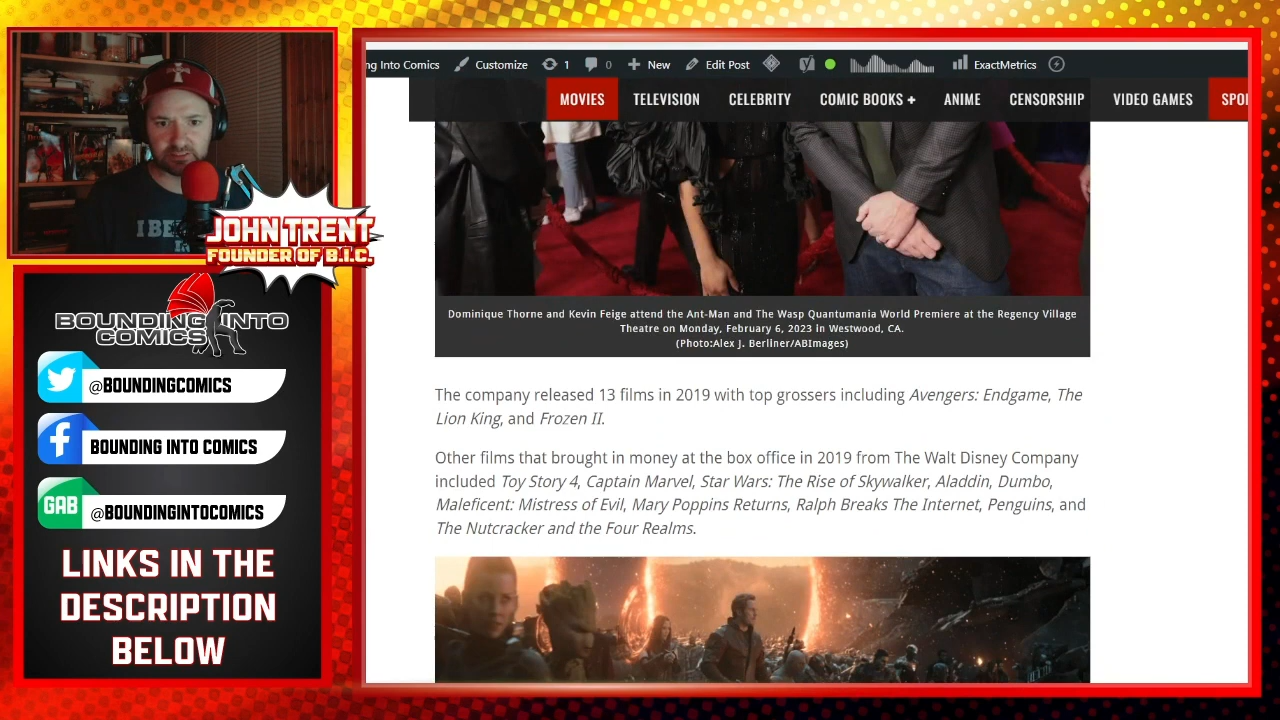 I BE
JOHN TRENT
FOUNDER OF B.I.C.
BOUNDING INTO
COMICS
@BOUNDINGCOMICS
BOUNDING INTO COMICS
GAB
@BOUNDINGINTOCOMICS
LINKS IN THE
DESCRIPTION
BELOW
ng Into Comics Customize 1 0 New Edit Post ExactMetrics
MOVIES TELEVISION CELEBRITY COMIC BOOKS + ANIME CENSORSHIP VIDEO GAMES SPO
Dominique Thorne and Kevin Feige attend the Ant-Man and The Wasp Quantumania World Premiere at the Regency Village
Theatre on Monday, February 6, 2023 in Westwood, CA.
(Photo:Alex J. Berliner/ABImages)
The company released 13 films in 2019 with top grossers including Avengers: Endgame, The
Lion King, and Frozen II.
Other films that brought in money at the box office in 2019 from The Walt Disney Company
included Toy Story 4, Captain Marvel, Star Wars: The Rise of Skywalker, Aladdin, Dumbo,
Maleficent: Mistress of Evil, Mary Poppins Returns, Ralph Breaks The Internet, Penguins, and
The Nutcracker and the Four Realms.